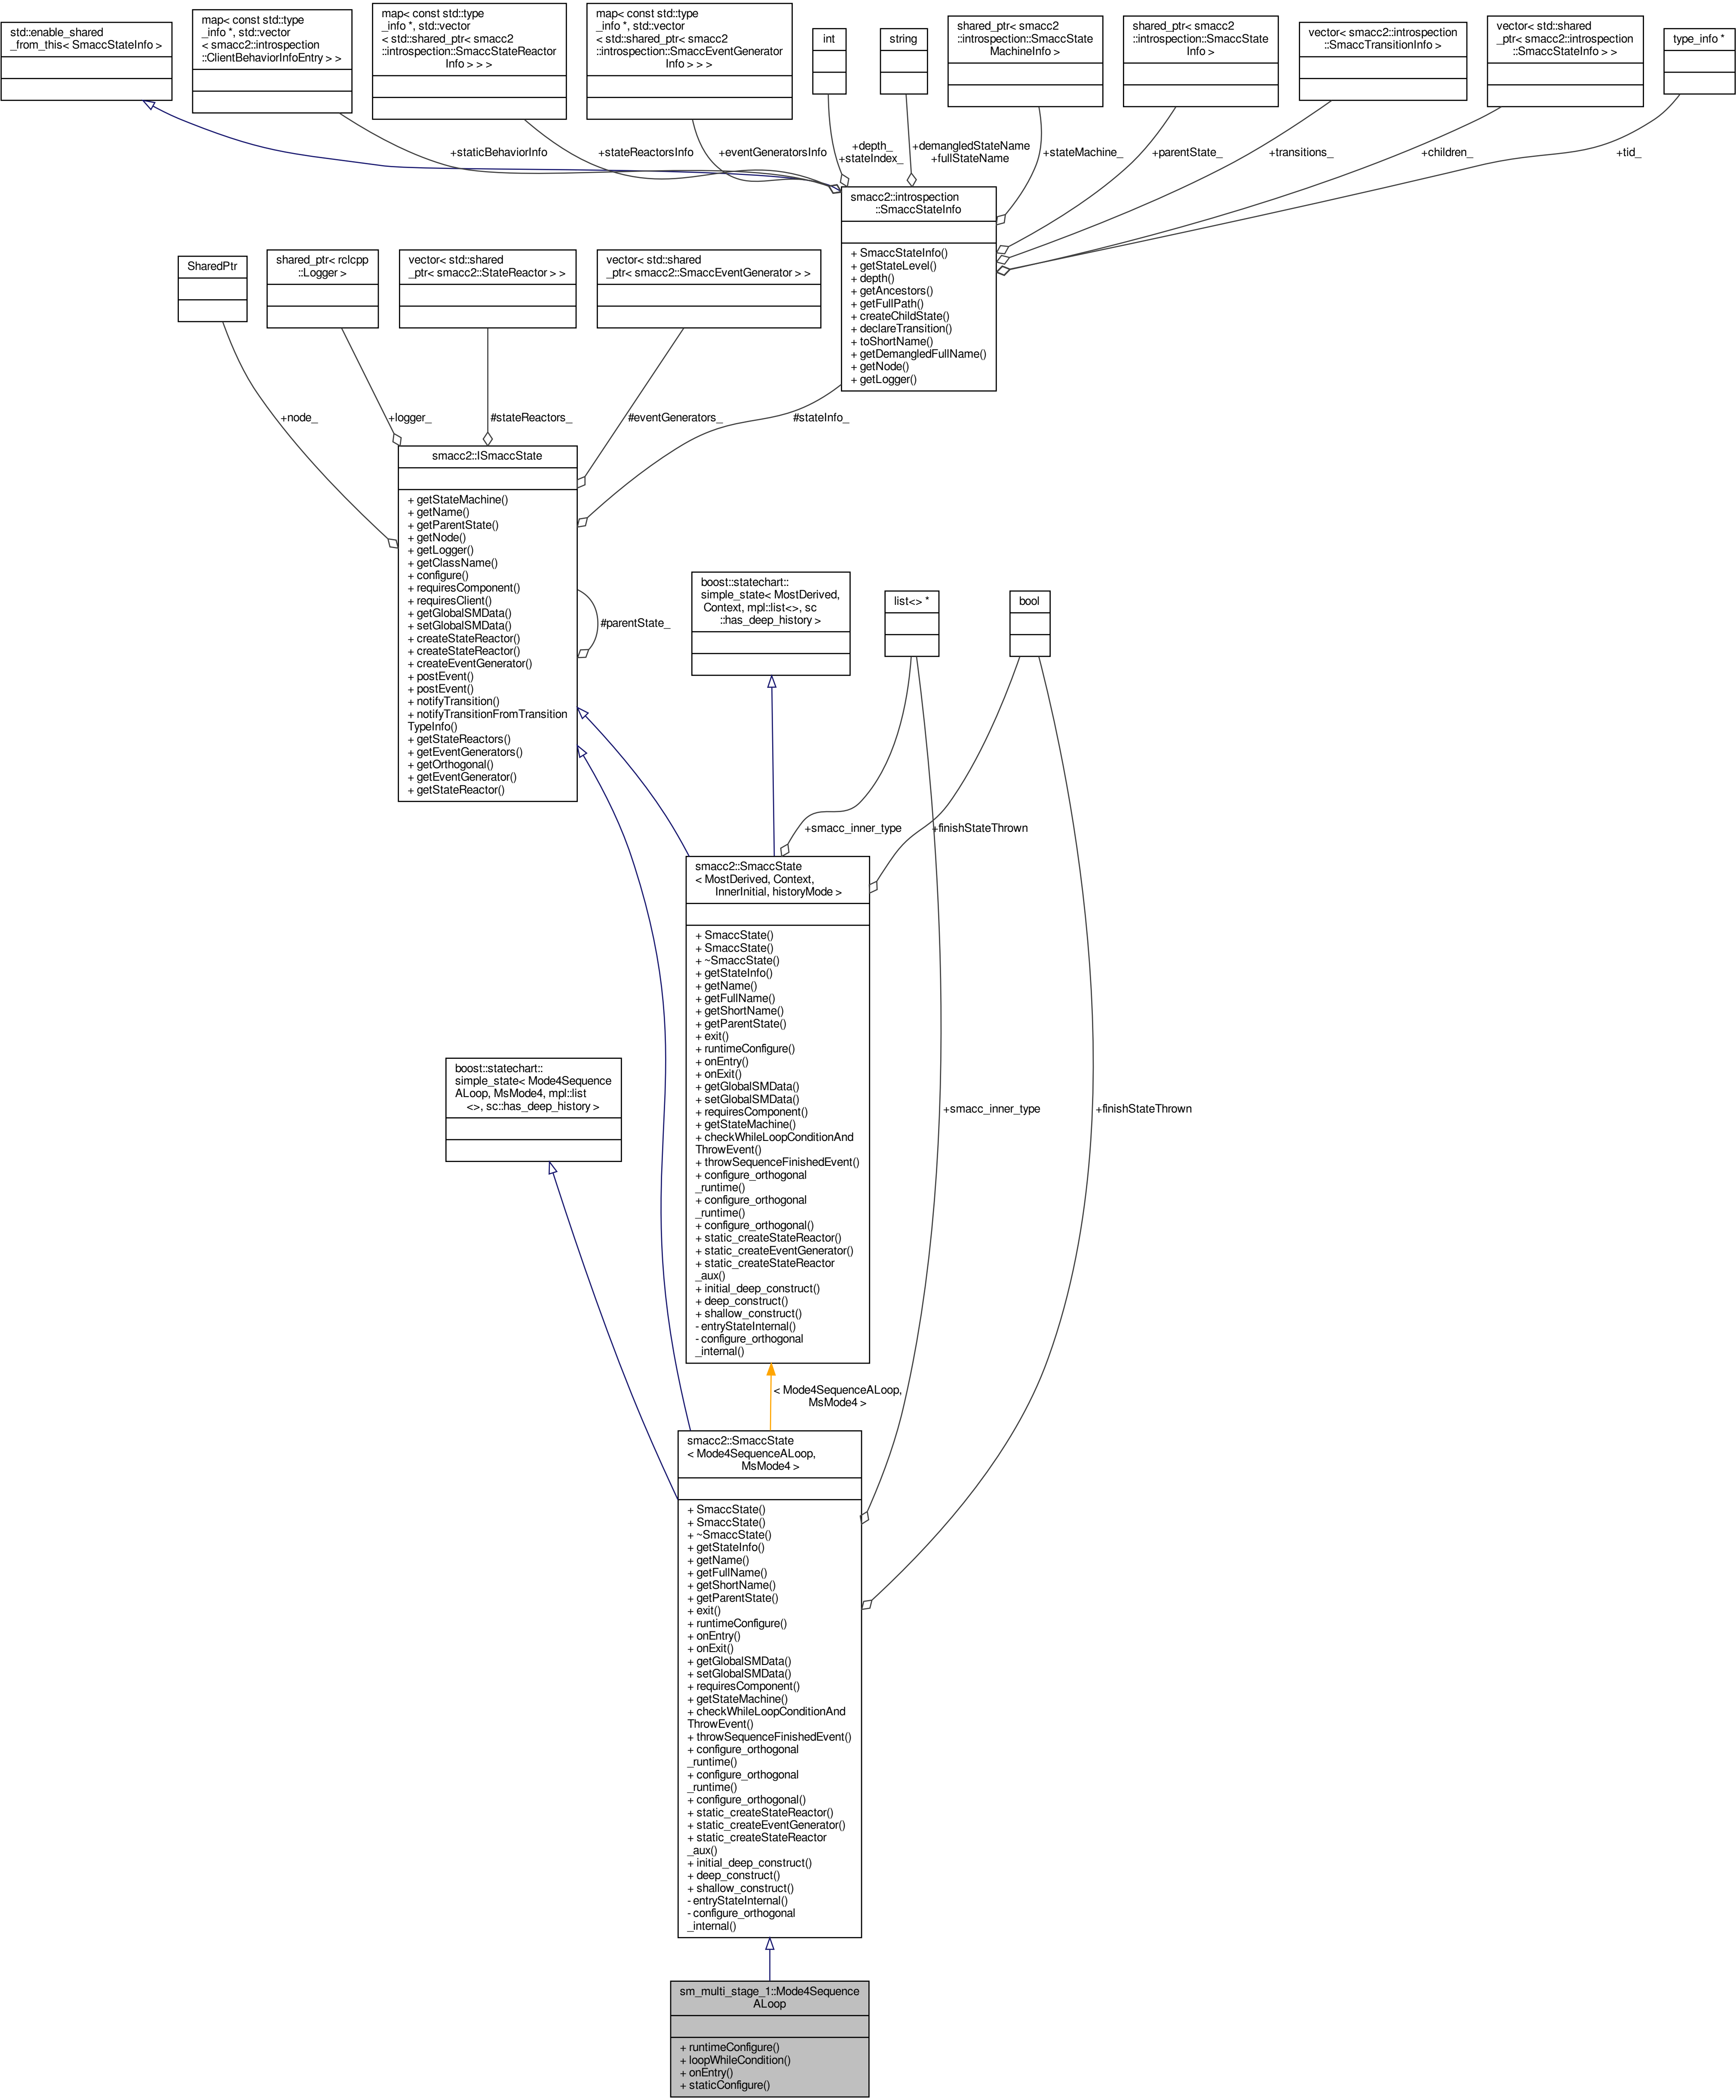 std::enable_shared
_from_this< SmaccStateInfo >
map< const std::type
_info *, std::vector
< smacc2::introspection
::ClientBehaviorInfoEntry > >
map< const std::type
_info *, std::vector
< std::shared_ptr< smacc2
::introspection::SmaccStateReactor
Info > > >
map< const std::type
_info *, std::vector
< std::shared_ptr< smacc2
::introspection::SmaccEventGenerator
Info > > >
int
string
shared_ptr< smacc2
::introspection::SmaccState
MachineInfo >
shared_ptr< smacc2
::introspection::SmaccState
Info >
vector< smacc2::introspection
::SmaccTransitionInfo >
vector< std::shared
_ptr< smacc2::introspection
::SmaccStateInfo > >
type_info *
+staticBehaviorInfo
+stateReactorsInfo
+eventGeneratorsInfo
+depth_
+stateIndex_
+demangledStateName
+fullStateName
+stateMachine_
+parentState_
+transitions_
+children_
+tid_
smacc2::introspection
::SmaccStateInfo
+ SmaccStateInfo()
+ getStateLevel()
+ depth()
+ getAncestors()
+ getFullPath()
+ createChildState()
+ declareTransition()
+ toShortName()
+ getDemangledFullName()
+ getNode()
+ getLogger()
SharedPtr
shared_ptr< rclcpp
::Logger >
vector< std::shared
_ptr< smacc2::StateReactor > >
vector< std::shared
_ptr< smacc2::SmaccEventGenerator > >
+node_
+logger_
#stateReactors_
#eventGenerators_
#stateInfo_
smacc2::ISmaccState
+ getStateMachine()
+ getName()
+ getParentState()
+ getNode()
+ getLogger()
+ getClassName()
+ configure()
+ requiresComponent()
+ requiresClient()
+ getGlobalSMData()
+ setGlobalSMData()
+ createStateReactor()
+ createStateReactor()
+ createEventGenerator()
+ postEvent()
+ postEvent()
+ notifyTransition()
+ notifyTransitionFromTransition
TypeInfo()
+ getStateReactors()
+ getEventGenerators()
+ getOrthogonal()
+ getEventGenerator()
+ getStateReactor()
#parentState_
boost::statechart::
simple_state< MostDerived,
Context, mpl::list<>, sc
::has_deep_history >
list<> *
bool
+smacc_inner_type
+finishStateThrown
smacc2::SmaccState
< MostDerived, Context,
InnerInitial, historyMode >
+ SmaccState()
+ SmaccState()
+ ~SmaccState()
+ getStateInfo()
+ getName()
+ getFullName()
+ getShortName()
+ getParentState()
+ exit()
+ runtimeConfigure()
+ onEntry()
+ onExit()
+ getGlobalSMData()
+ setGlobalSMData()
+ requiresComponent()
+ getStateMachine()
+ checkWhileLoopConditionAnd
ThrowEvent()
+ throwSequenceFinishedEvent()
+ configure_orthogonal
_runtime()
+ configure_orthogonal
_runtime()
+ configure_orthogonal()
+ static_createStateReactor()
+ static_createEventGenerator()
+ static_createStateReactor
_aux()
+ initial_deep_construct()
+ deep_construct()
+ shallow_construct()
- entryStateInternal()
- configure_orthogonal
_internal()
boost::statechart::
simple_state< Mode4Sequence
ALoop, MsMode4, mpl::list
<>, sc::has_deep_history >
+smacc_inner_type
+finishStateThrown
< Mode4SequenceALoop,
MsMode4 >
smacc2::SmaccState
< Mode4SequenceALoop,
MsMode4 >
+ SmaccState()
+ SmaccState()
+ ~SmaccState()
+ getStateInfo()
+ getName()
+ getFullName()
+ getShortName()
+ getParentState()
+ exit()
+ runtimeConfigure()
+ onEntry()
+ onExit()
+ getGlobalSMData()
+ setGlobalSMData()
+ requiresComponent()
+ getStateMachine()
+ checkWhileLoopConditionAnd
ThrowEvent()
+ throwSequenceFinishedEvent()
+ configure_orthogonal
_runtime()
+ configure_orthogonal
_runtime()
+ configure_orthogonal()
+ static_createStateReactor()
+ static_createEventGenerator()
+ static_createStateReactor
_aux()
+ initial_deep_construct()
+ deep_construct()
+ shallow_construct()
- entryStateInternal()
- configure_orthogonal
_internal()
sm_multi_stage_1::Mode4Sequence
ALoop
+ runtimeConfigure()
+ loopWhileCondition()
+ onEntry()
+ staticConfigure()